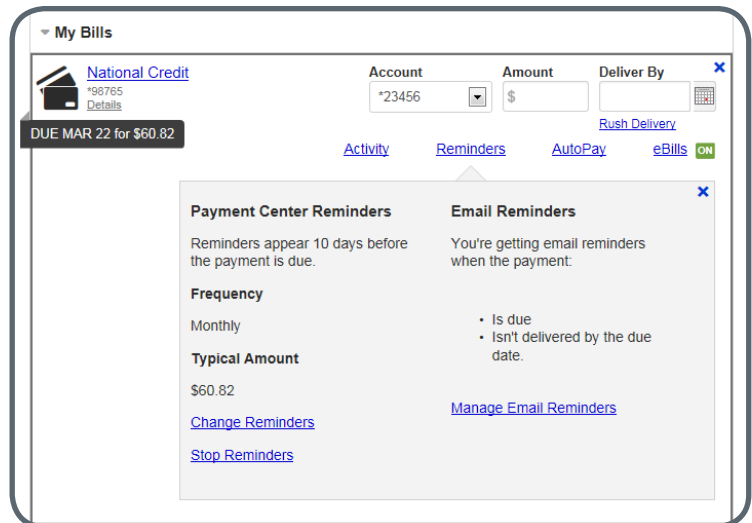 My Bills
National Credit
*98765
Details
DUE MAR 22 for $60.82
Account
*23456
Amount
$
Deliver By
Rush Delivery
Activity
Reminders
AutoPay
eBills ON
Payment Center Reminders
Reminders appear 10 days before
the payment is due.
Frequency
Monthly
Typical Amount
$60.82
Change Reminders
Stop Reminders
Email Reminders
You're getting email reminders
when the payment:
• Is due
• Isn't delivered by the due
date.
Manage Email Reminders